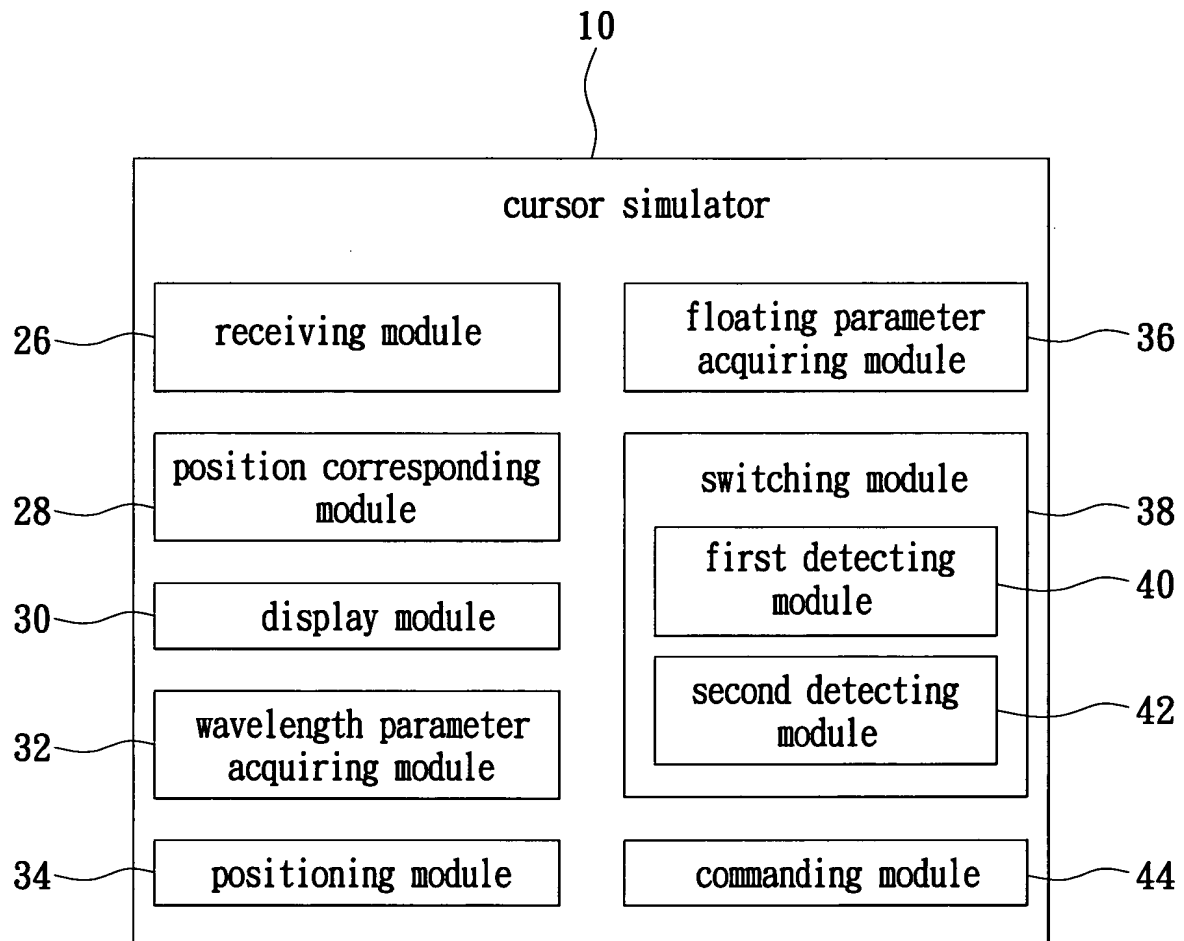 10
cursor simulator
26
receiving module
floating parameter
acquiring module
36
28
position corresponding
module
switching module
38
first detecting
module
40
30
display module
second detecting
module
42
32
wavelength parameter
acquiring module
34
positioning module
commanding module
44